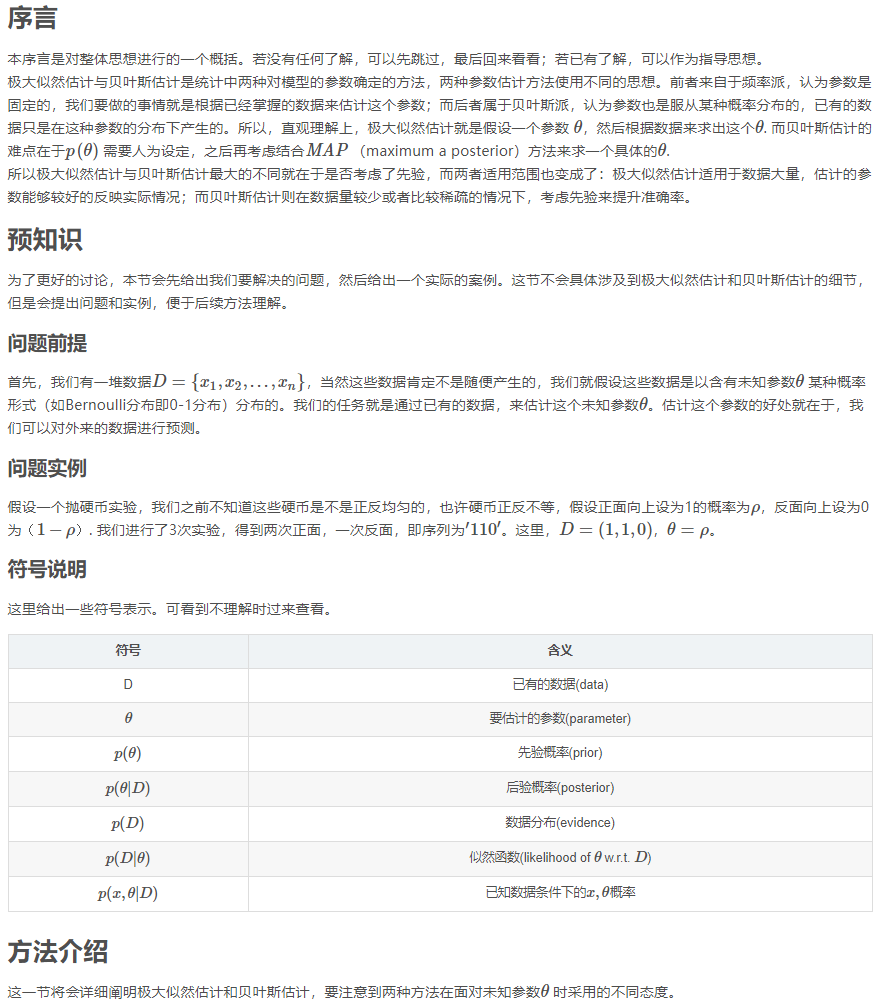 序言
本序言是对整体思想进行的一个概括。若没有任何了解，可以先跳过，最后回来看看；若已有了解，可以作为指导思想。
极大似然估计与贝叶斯估计是统计中两种对模型的参数确定的方法，两种参数估计方法使用不同的思想。前者来自于频率派，认为参数是
固定的，我们要做的事情就是根据已经掌握的数据来估计这个参数；而后者属于贝叶斯派，认为参数也是服从某种概率分布的，已有的数
据只是在这种参数的分布下产生的。所以，直观理解上，极大似然估计就是假设一个参数 θ，然后根据数据来求出这个θ. 而贝叶斯估计的
难点在于p(θ) 需要人为设定，之后再考虑结合MAP （maximum a posterior）方法来求一个具体的θ.
所以极大似然估计与贝叶斯估计最大的不同就在于是否考虑了先验，而两者适用范围也变成了：极大似然估计适用于数据大量，估计的参
数能够较好的反映实际情况；而贝叶斯估计则在数据量较少或者比较稀疏的情况下，考虑先验来提升准确率。
预知识
为了更好的讨论，本节会先给出我们要解决的问题，然后给出一个实际的案例。这节不会具体涉及到极大似然估计和贝叶斯估计的细节，
但是会提出问题和实例，便于后续方法理解。
问题前提
首先，我们有一堆数据D = {x₁, x₂, …, xₙ}，当然这些数据肯定不是随便产生的，我们就假设这些数据是以含有未知参数θ 某种概率
形式（如Bernoulli分布即0-1分布）分布的。我们的任务就是通过已有的数据，来估计这个未知参数θ。估计这个参数的好处就在于，我
们可以对外来的数据进行预测。
问题实例
假设一个抛硬币实验，我们之前不知道这些硬币是不是正反均匀的，也许硬币正反不等，假设正面向上设为1的概率为ρ，反面向上设为0
为（1 − ρ）. 我们进行了3次实验，得到两次正面，一次反面，即序列为′110′。这里，D = (1, 1, 0)，θ = ρ。
符号说明
这里给出一些符号表示。可看到不理解时过来查看。
符号 含义
D 已有的数据(data)
θ 要估计的参数(parameter)
p(θ) 先验概率(prior)
p(θ|D) 后验概率(posterior)
p(D) 数据分布(evidence)
p(D|θ) 似然函数(likelihood of θ w.r.t. D)
p(x, θ|D) 已知数据条件下的x, θ概率
方法介绍
这一节将会详细阐明极大似然估计和贝叶斯估计，要注意到两种方法在面对未知参数θ 时采用的不同态度。